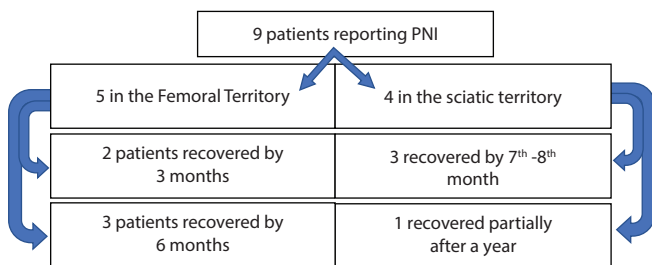 9 patients reporting PNI
5 in the Femoral Territory
4 in the sciatic territory
2 patients recovered by
3 months
3 recovered by 7th -8th
month
3 patients recovered by
6 months
1 recovered partially
after a year